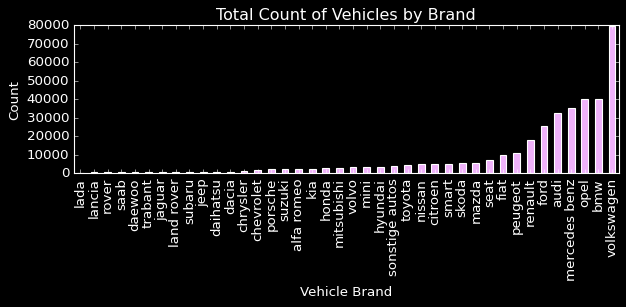 Total Count of Vehicles by Brand
80000
70000
60000
50000
40000
30000
20000
10000
0
Count
lada
lancia
rover
saab
daewoo
trabant
jaguar
land rover
subaru
jeep
daihatsu
dacia
chrysler
chevrolet
porsche
suzuki
alfa romeo
kia
honda
mitsubishi
volvo
mini
hyundai
sonstige autos
toyota
nissan
citroen
smart
skoda
mazda
seat
fiat
peugeot
renault
ford
audi
mercedes benz
opel
bmw
volkswagen
Vehicle Brand